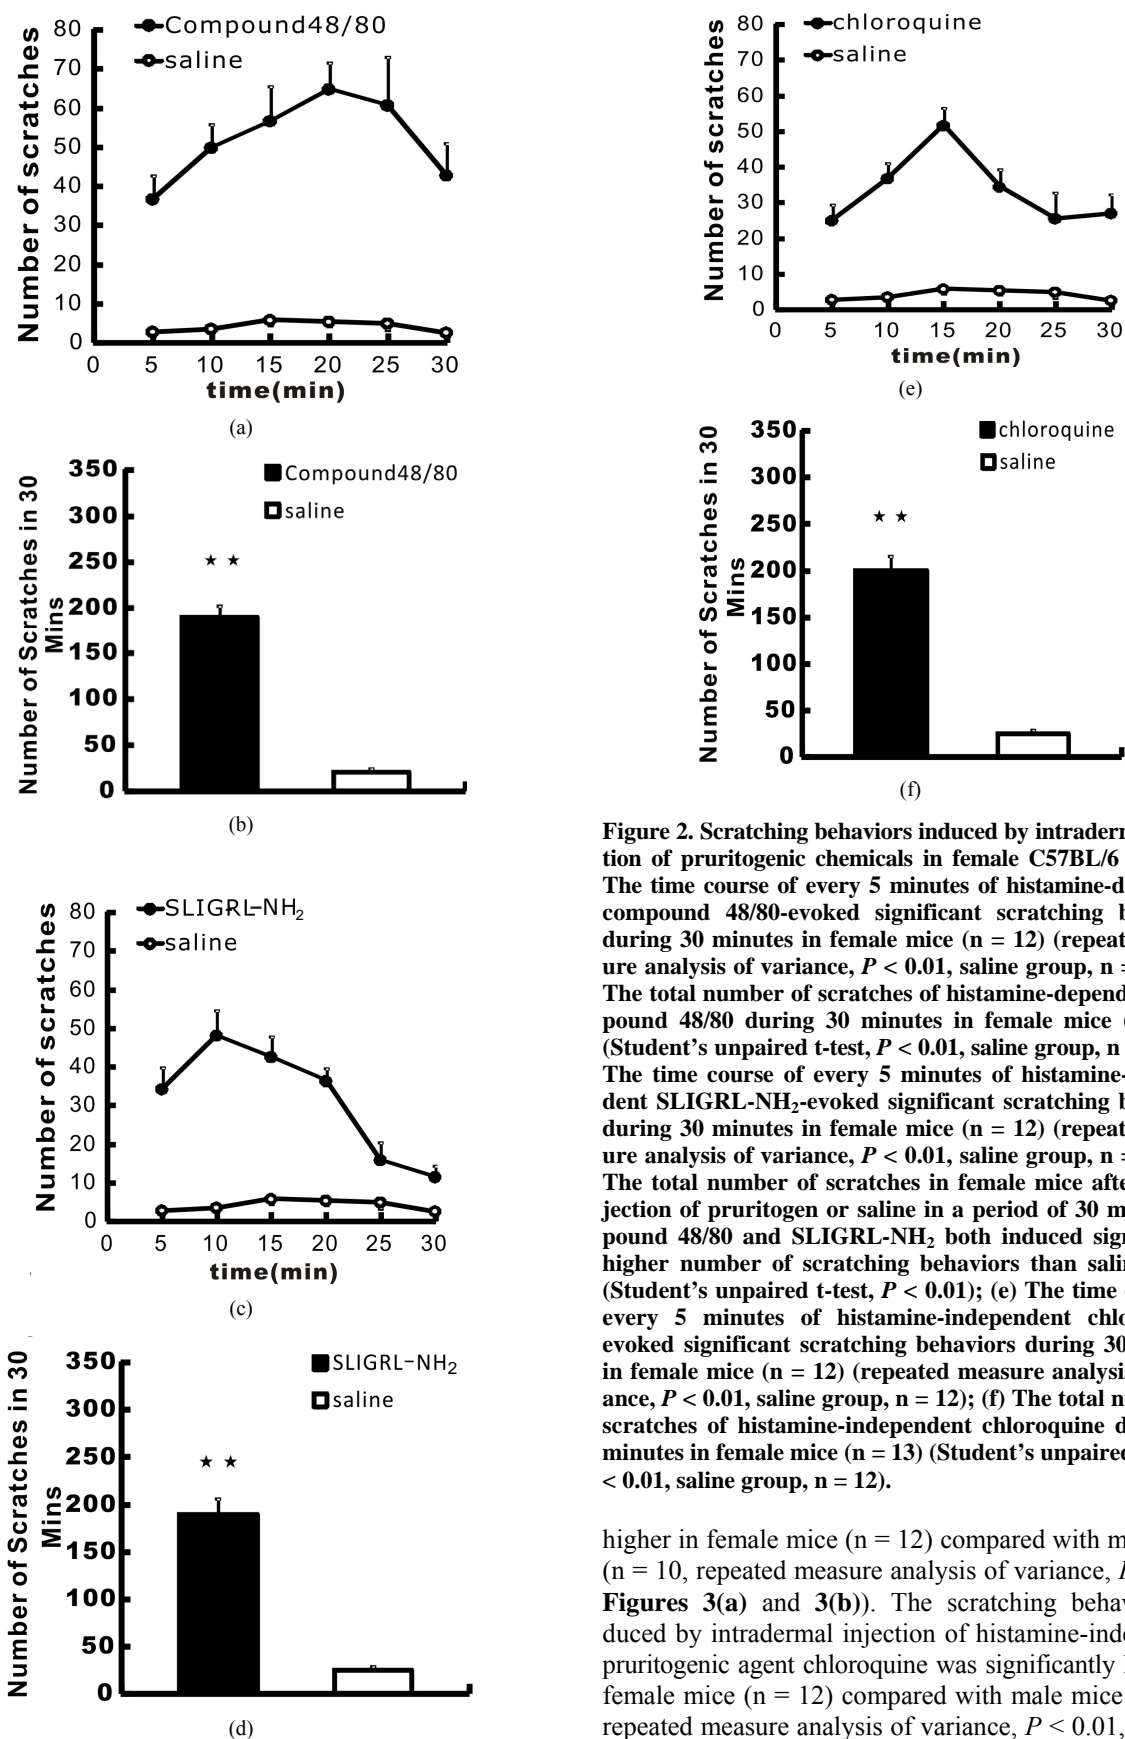 80
70
60
50
40
30
20
10
0
Number of scratches
Compound48/80
saline
0 5 10 15 20 25 30
time(min)
(a)
350
300
250
200
150
100
50
0
Number of Scratches in 30
Mins
Compound48/80
saline
★ ★
(b)
80
70
60
50
40
30
20
10
0
Number of scratches
SLIGRL-NH2
saline
0 5 10 15 20 25 30
time(min)
(c)
350
300
250
200
150
100
50
0
Number of Scratches in 30
Mins
SLIGRL-NH2
saline
★ ★
(d)
80
70
60
50
40
30
20
10
0
Number of scratches
chloroquine
saline
0 5 10 15 20 25 30
time(min)
(e)
350
300
250
200
150
100
50
0
Number of Scratches in 30
Mins
chloroquine
saline
★ ★
(f)
Figure 2. Scratching behaviors induced by intraderm
tion of pruritogenic chemicals in female C57BL/6
The time course of every 5 minutes of histamine-d
compound 48/80-evoked significant scratching b
during 30 minutes in female mice (n = 12) (repeat
ure analysis of variance, P < 0.01, saline group, n =
The total number of scratches of histamine-depend
pound 48/80 during 30 minutes in female mice (
(Student's unpaired t-test, P < 0.01, saline group, n
The time course of every 5 minutes of histamine-
dent SLIGRL-NH2-evoked significant scratching b
during 30 minutes in female mice (n = 12) (repeat
ure analysis of variance, P < 0.01, saline group, n =
The total number of scratches in female mice after
jection of pruritogen or saline in a period of 30 m
pound 48/80 and SLIGRL-NH2 both induced sign
higher number of scratching behaviors than salin
(Student's unpaired t-test, P < 0.01); (e) The time
every 5 minutes of histamine-independent chlo
evoked significant scratching behaviors during 30
in female mice (n = 12) (repeated measure analysis
ance, P < 0.01, saline group, n = 12); (f) The total n
scratches of histamine-independent chloroquine d
minutes in female mice (n = 13) (Student's unpaired
< 0.01, saline group, n = 12).
higher in female mice (n = 12) compared with m
(n = 10, repeated measure analysis of variance, P
Figures 3(a) and 3(b)). The scratching behav
duced by intradermal injection of histamine-inde
pruritogenic agent chloroquine was significantly
female mice (n = 12) compared with male mice
repeated measure analysis of variance, P < 0.01,